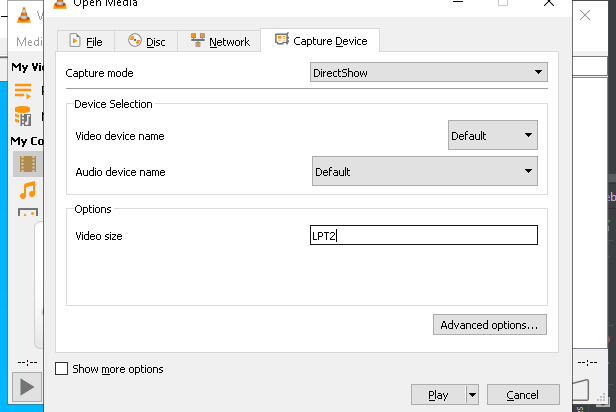 Open Media
V
Medi
File
Disc
Network
Capture Device
My Vi
Capture mode
DirectShow
Device Selection
Video device name
Default
My Co
Audio device name
Default
Options
Video size
LPT2
Advanced options...
--:--
Show more options
--:--
Play
Cancel